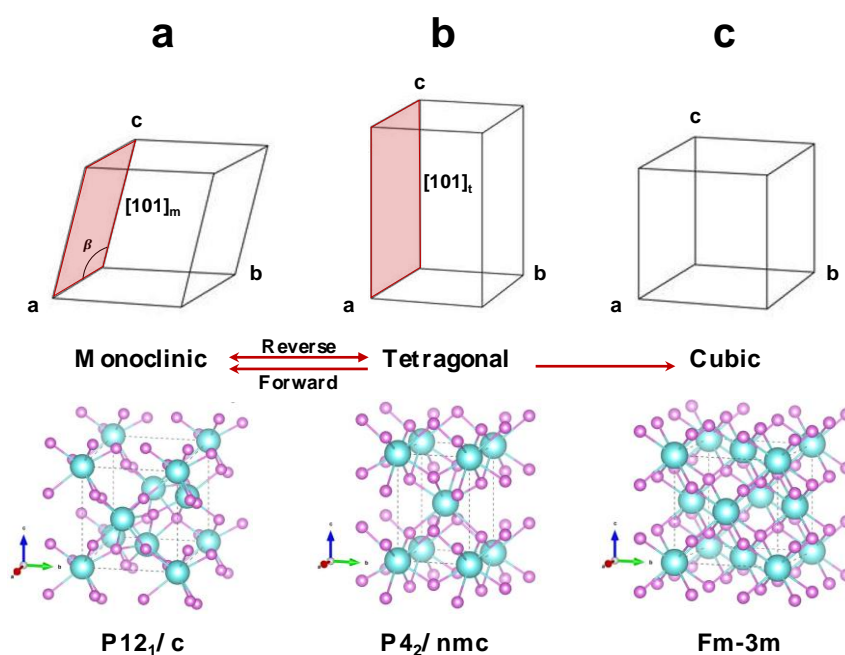 a b c
c c c
[101]ₘ [101]ₜ
β
a b a b a b
Monoclinic Reverse Tetragonal Cubic
Forward
c c c
a b a b a b
P12₁/ c P4₂/ nmc Fm-3m